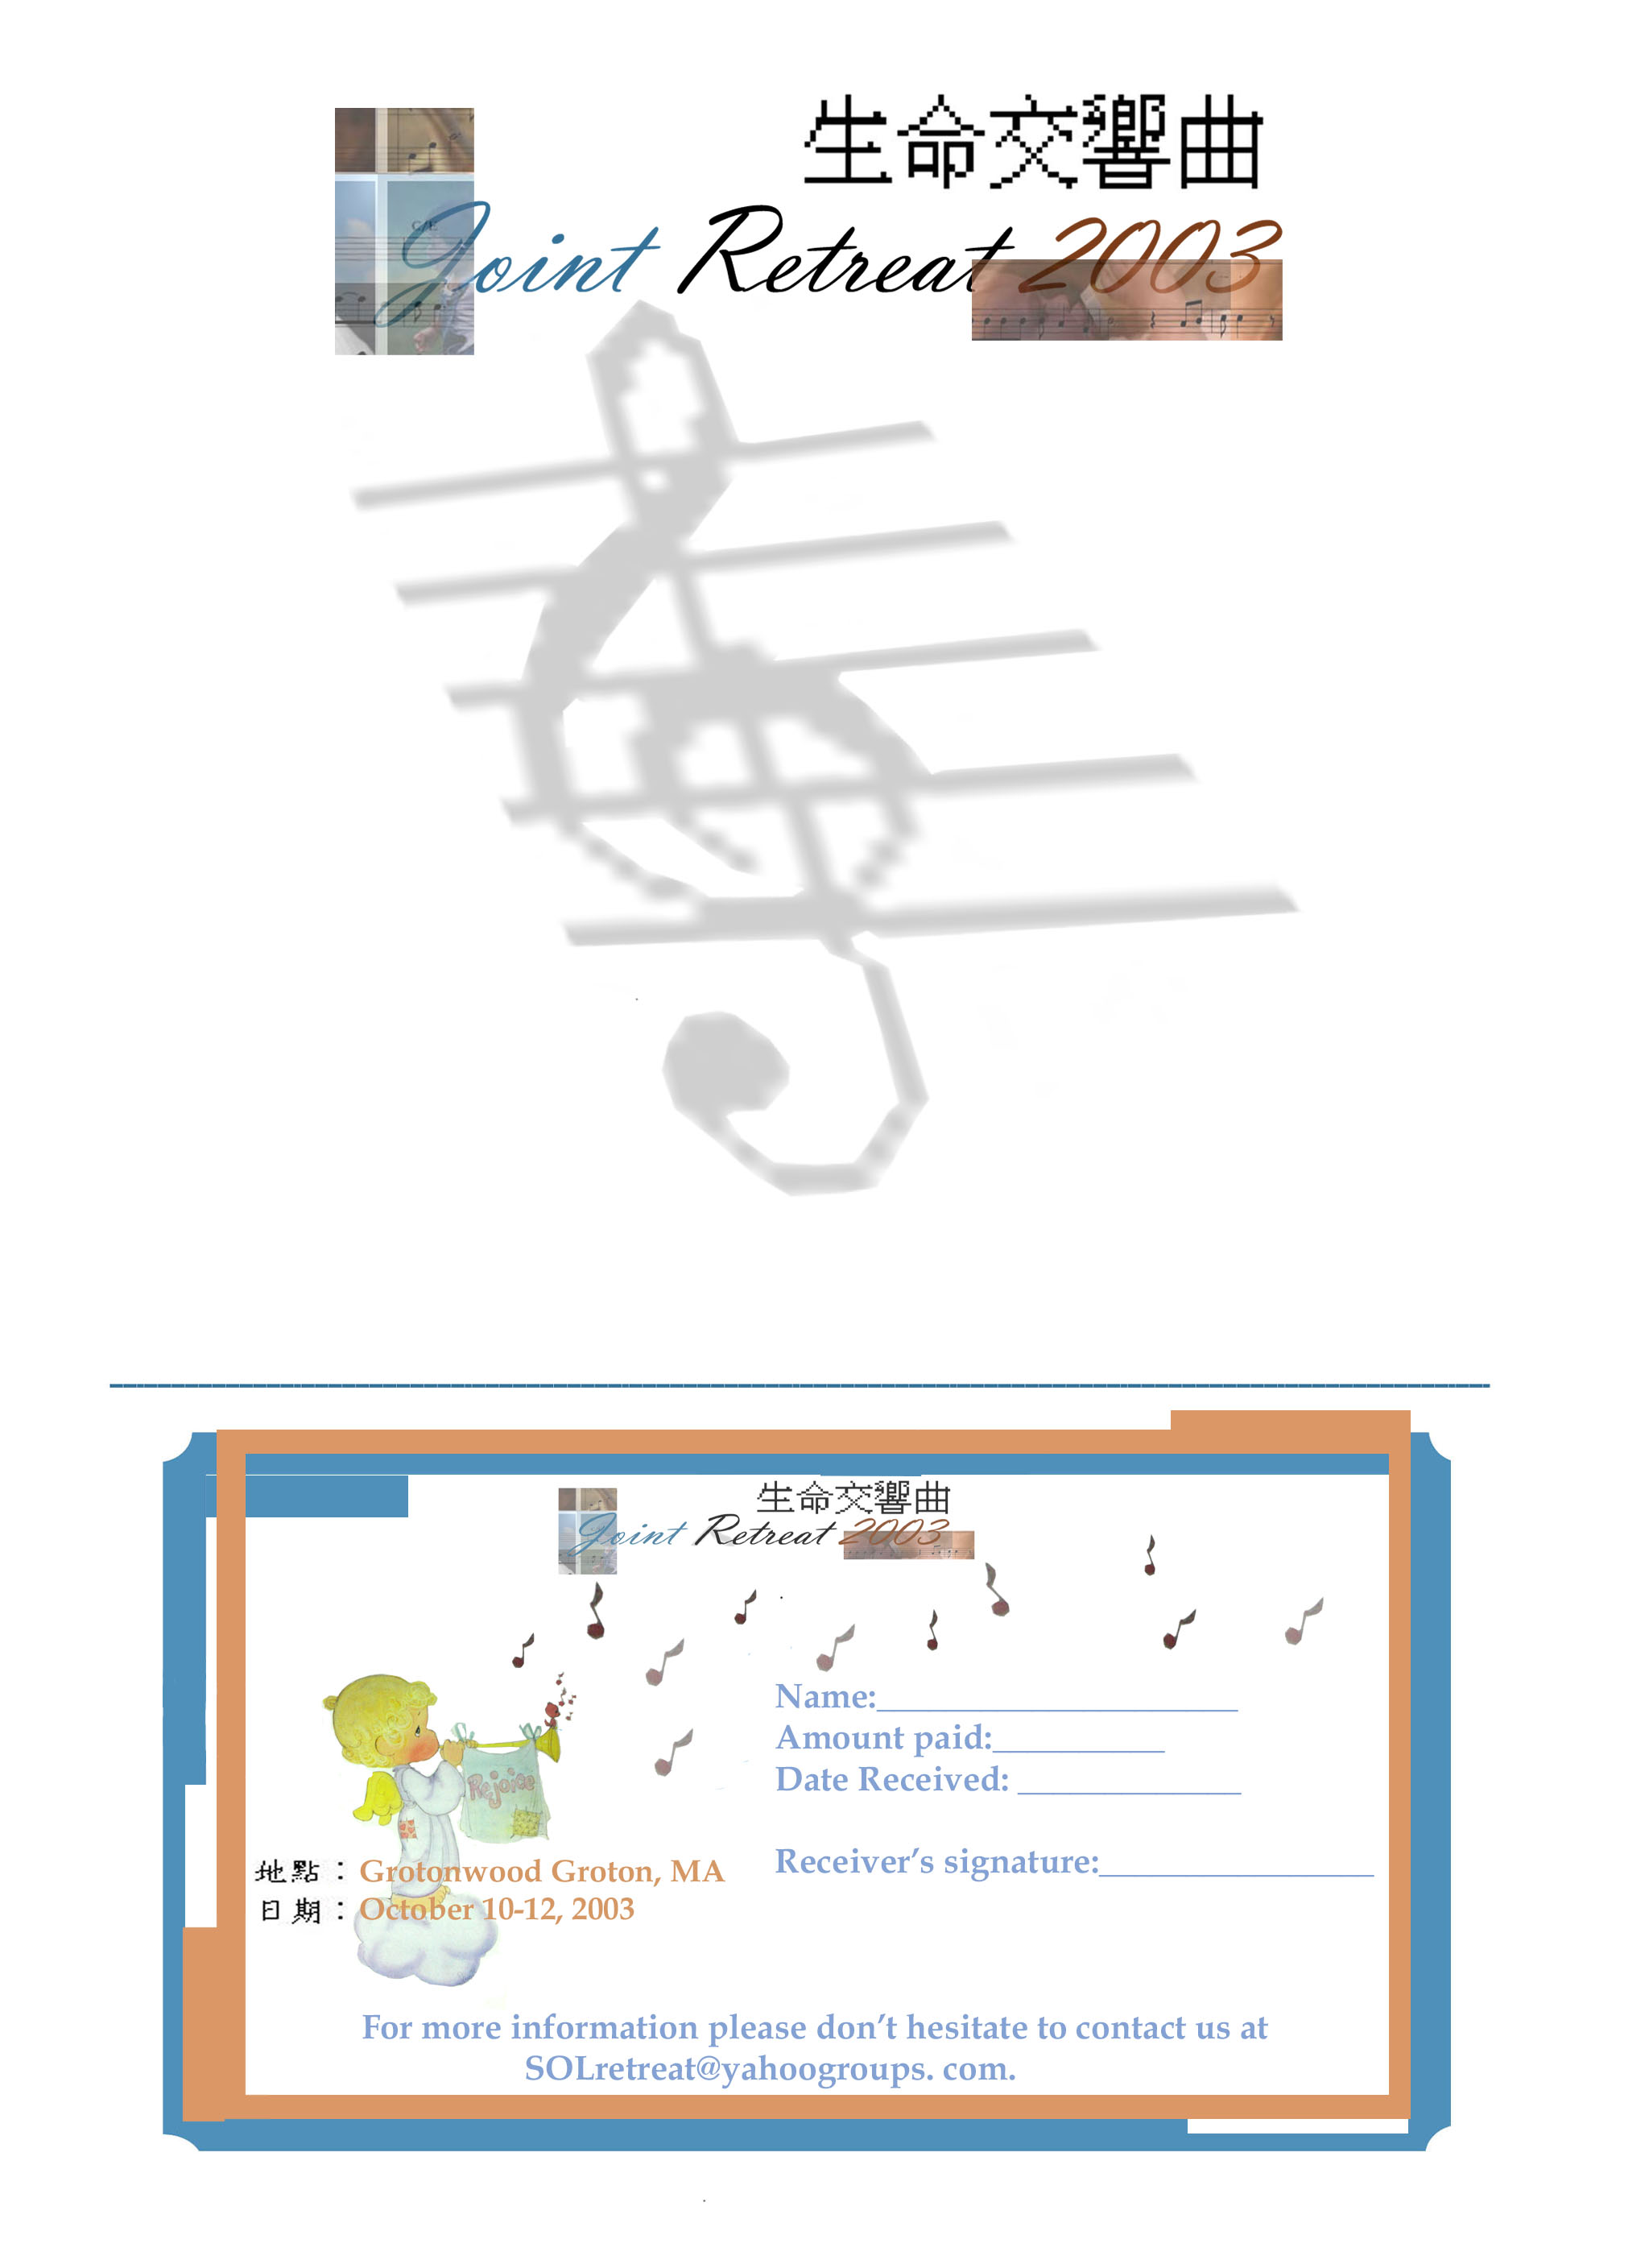 生命交響曲
Joint Retreat 2003
C/E
生命交響曲
Joint Retreat 2003
Rejoice
Name:
Amount paid:
Date Received:
Receiver’s signature:
地點：Grotonwood Groton, MA
日期：October 10-12, 2003
For more information please don’t hesitate to contact us at
SOLretreat@yahoogroups. com.